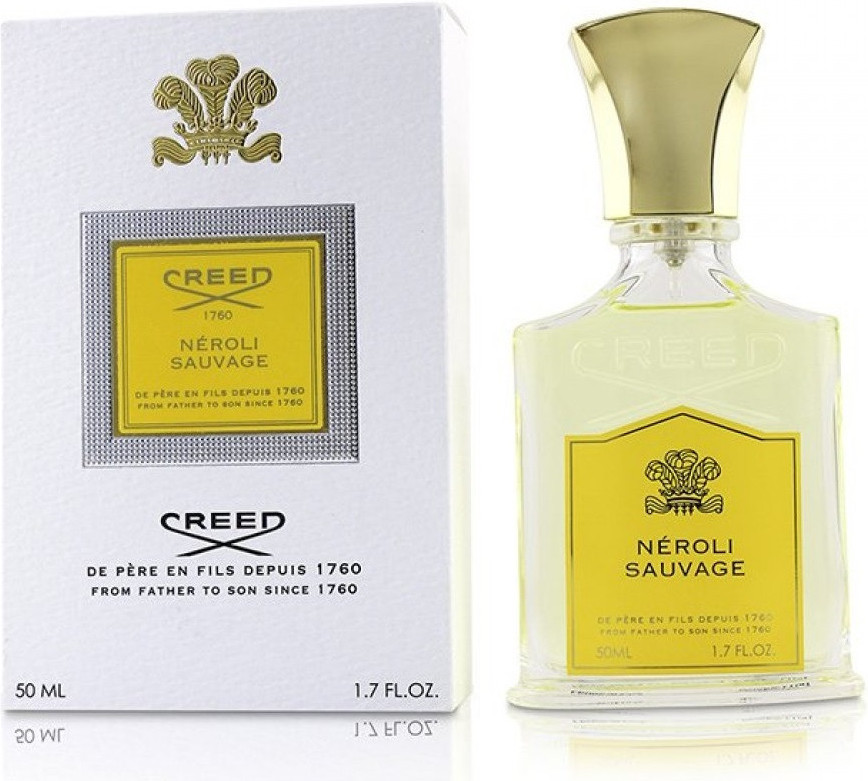 CREED
1760
NÉROLI
SAUVAGE
DE PÈRE EN FILS DEPUIS 1760
FROM FATHER TO SON SINCE 1760
CREED
DE PÈRE EN FILS DEPUIS 1760
FROM FATHER TO SON SINCE 1760
50 ML 1.7 FL.OZ.
CREED
NÉROLI
SAUVAGE
DE PÈRE EN FILS DEPUIS 1760
FROM FATHER TO SON SINCE 1760
50ML 1.7 FL.OZ.